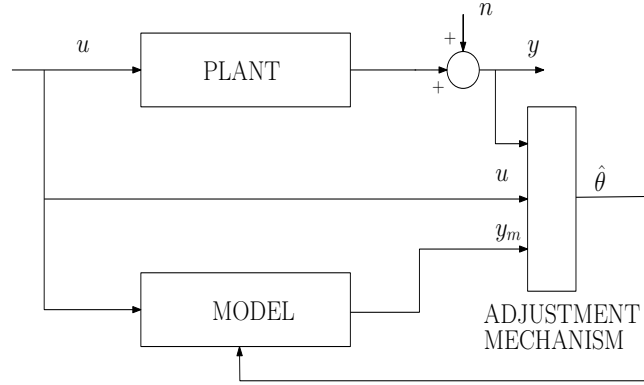 n
u
+
y
PLANT
+
u
θ̂
y_m
MODEL
ADJUSTMENT
MECHANISM